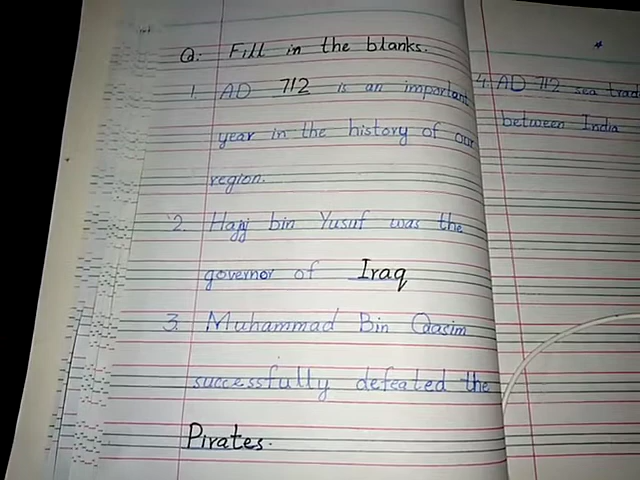 Q: Fill in the blanks.
1. AD 712 is an important
year in the history of our
region.
2. Hajj bin Yusuf was the
governor of Iraq
3. Muhammad Bin Qasim
successfully defeated the
Pirates.
4. AD 712 sea trad
between India